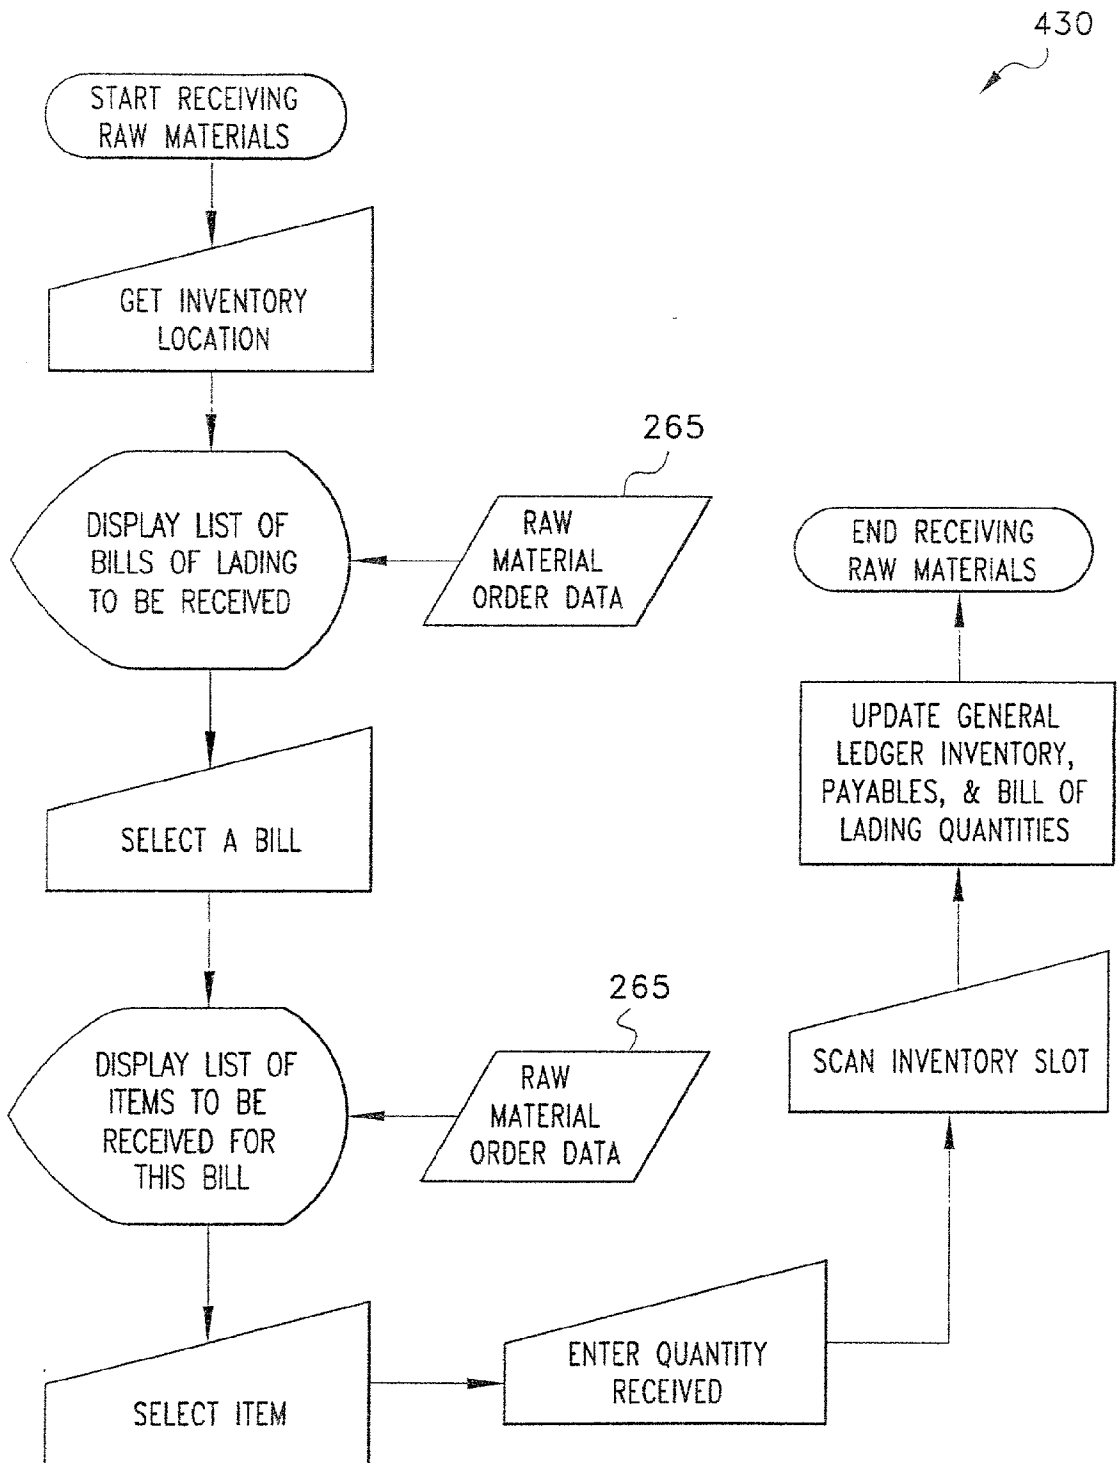 430
START RECEIVING
RAW MATERIALS
GET INVENTORY
LOCATION
265
DISPLAY LIST OF
BILLS OF LADING
TO BE RECEIVED
RAW
MATERIAL
ORDER DATA
SELECT A BILL
265
DISPLAY LIST OF
ITEMS TO BE
RECEIVED FOR
THIS BILL
RAW
MATERIAL
ORDER DATA
SELECT ITEM
ENTER QUANTITY
RECEIVED
SCAN INVENTORY SLOT
UPDATE GENERAL
LEDGER INVENTORY,
PAYABLES, & BILL OF
LADING QUANTITIES
END RECEIVING
RAW MATERIALS